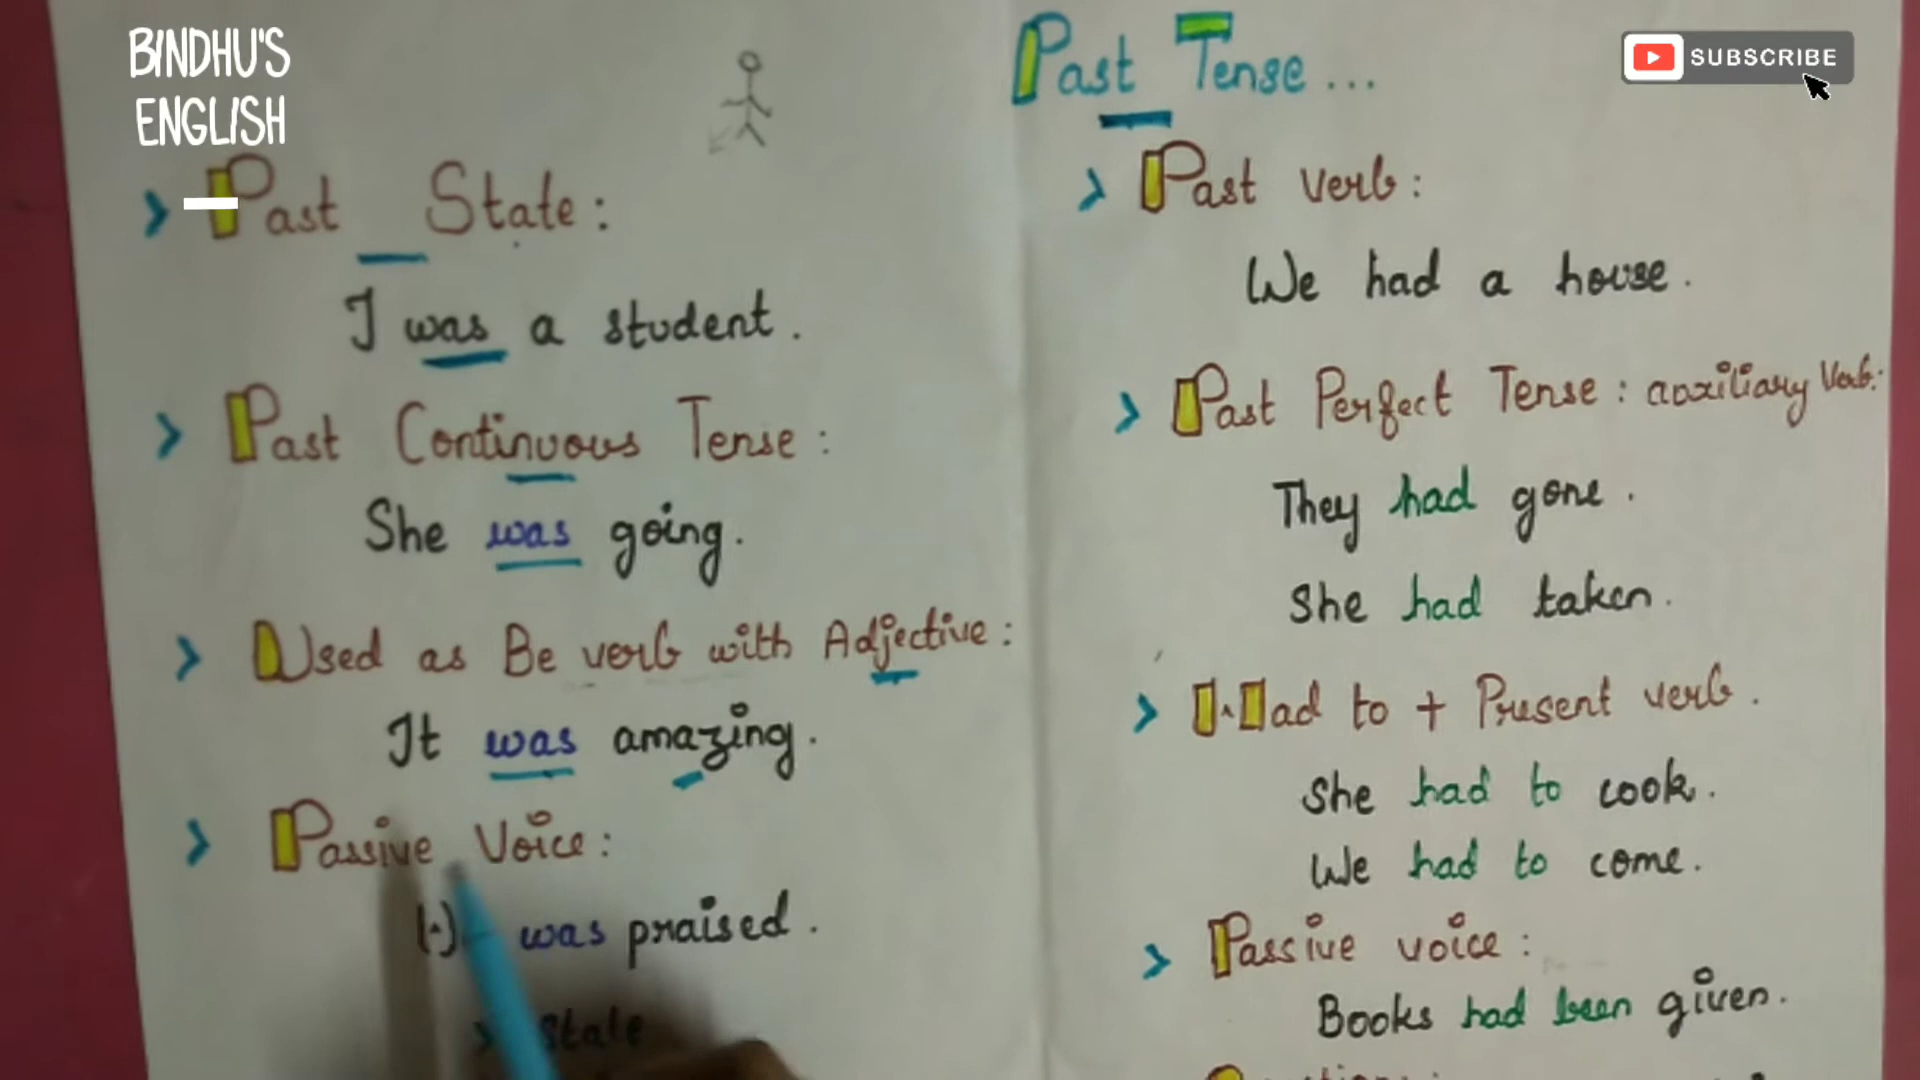 BINDHU'S
ENGLISH
SUBSCRIBE
Past State:
I was a student.
Past Continuous Tense:
She was going.
Used as Be verb with Adjective:
It was amazing.
Passive Voice:
was praised.
State
Past Tense...
Past verb:
We had a house.
Past Perfect Tense: auxiliary Verb:
They had gone.
She had taken.
Had to + Present verb.
She had to cook.
We had to come.
Passive voice:
Books had been given.